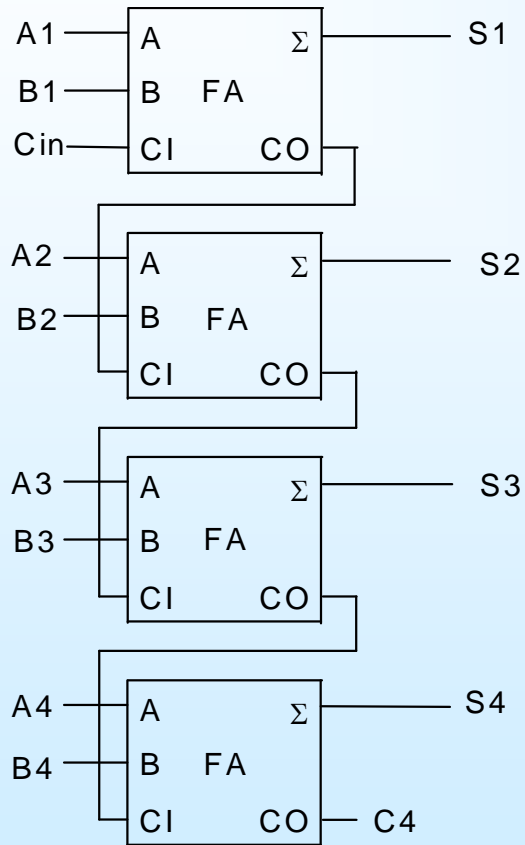 A1 A Σ S1
B1 B FA
Cin CI CO
A2 A Σ S2
B2 B FA
CI CO
A3 A Σ S3
B3 B FA
CI CO
A4 A Σ S4
B4 B FA
CI CO C4